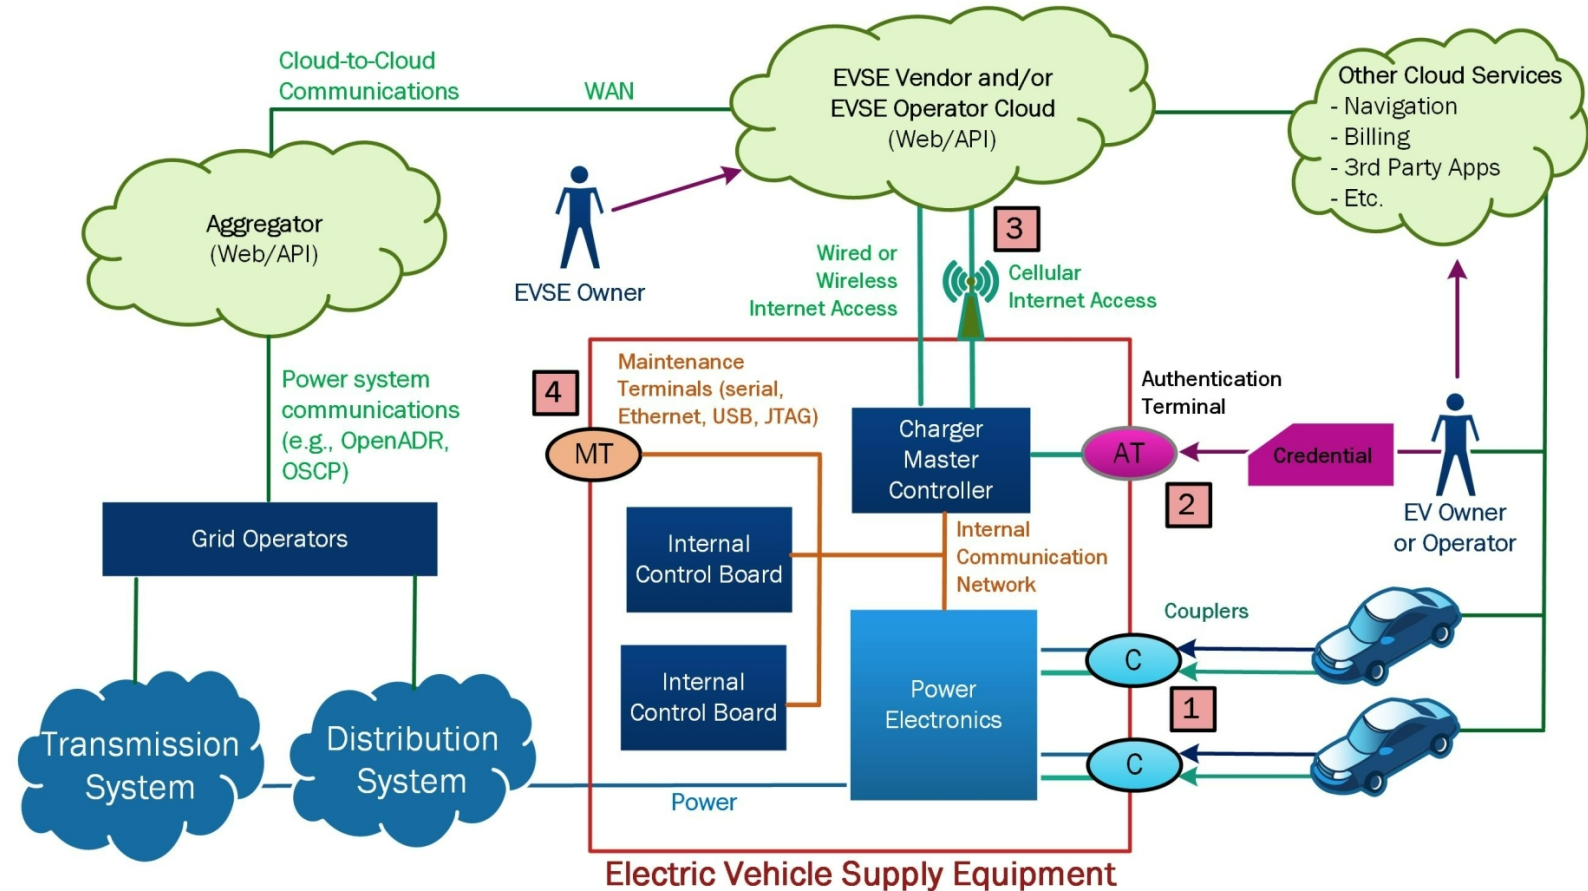 Cloud-to-Cloud
Communications
WAN
EVSE Vendor and/or
EVSE Operator Cloud
(Web/API)
Other Cloud Services
- Navigation
- Billing
- 3rd Party Apps
- Etc.
Aggregator
(Web/API)
EVSE Owner
3
Wired or
Wireless
Internet Access
Cellular
Internet Access
Power system
communications
(e.g., OpenADR,
OSCP)
4
Maintenance
Terminals (serial,
Ethernet, USB, JTAG)
MT
Charger
Master
Controller
Authentication
Terminal
AT
Credential
2
EV Owner
or Operator
Grid Operators
Internal
Control Board
Internal
Communication
Network
Couplers
C
1
Internal
Control Board
Power
Electronics
C
Transmission
System
Distribution
System
Power
Electric Vehicle Supply Equipment